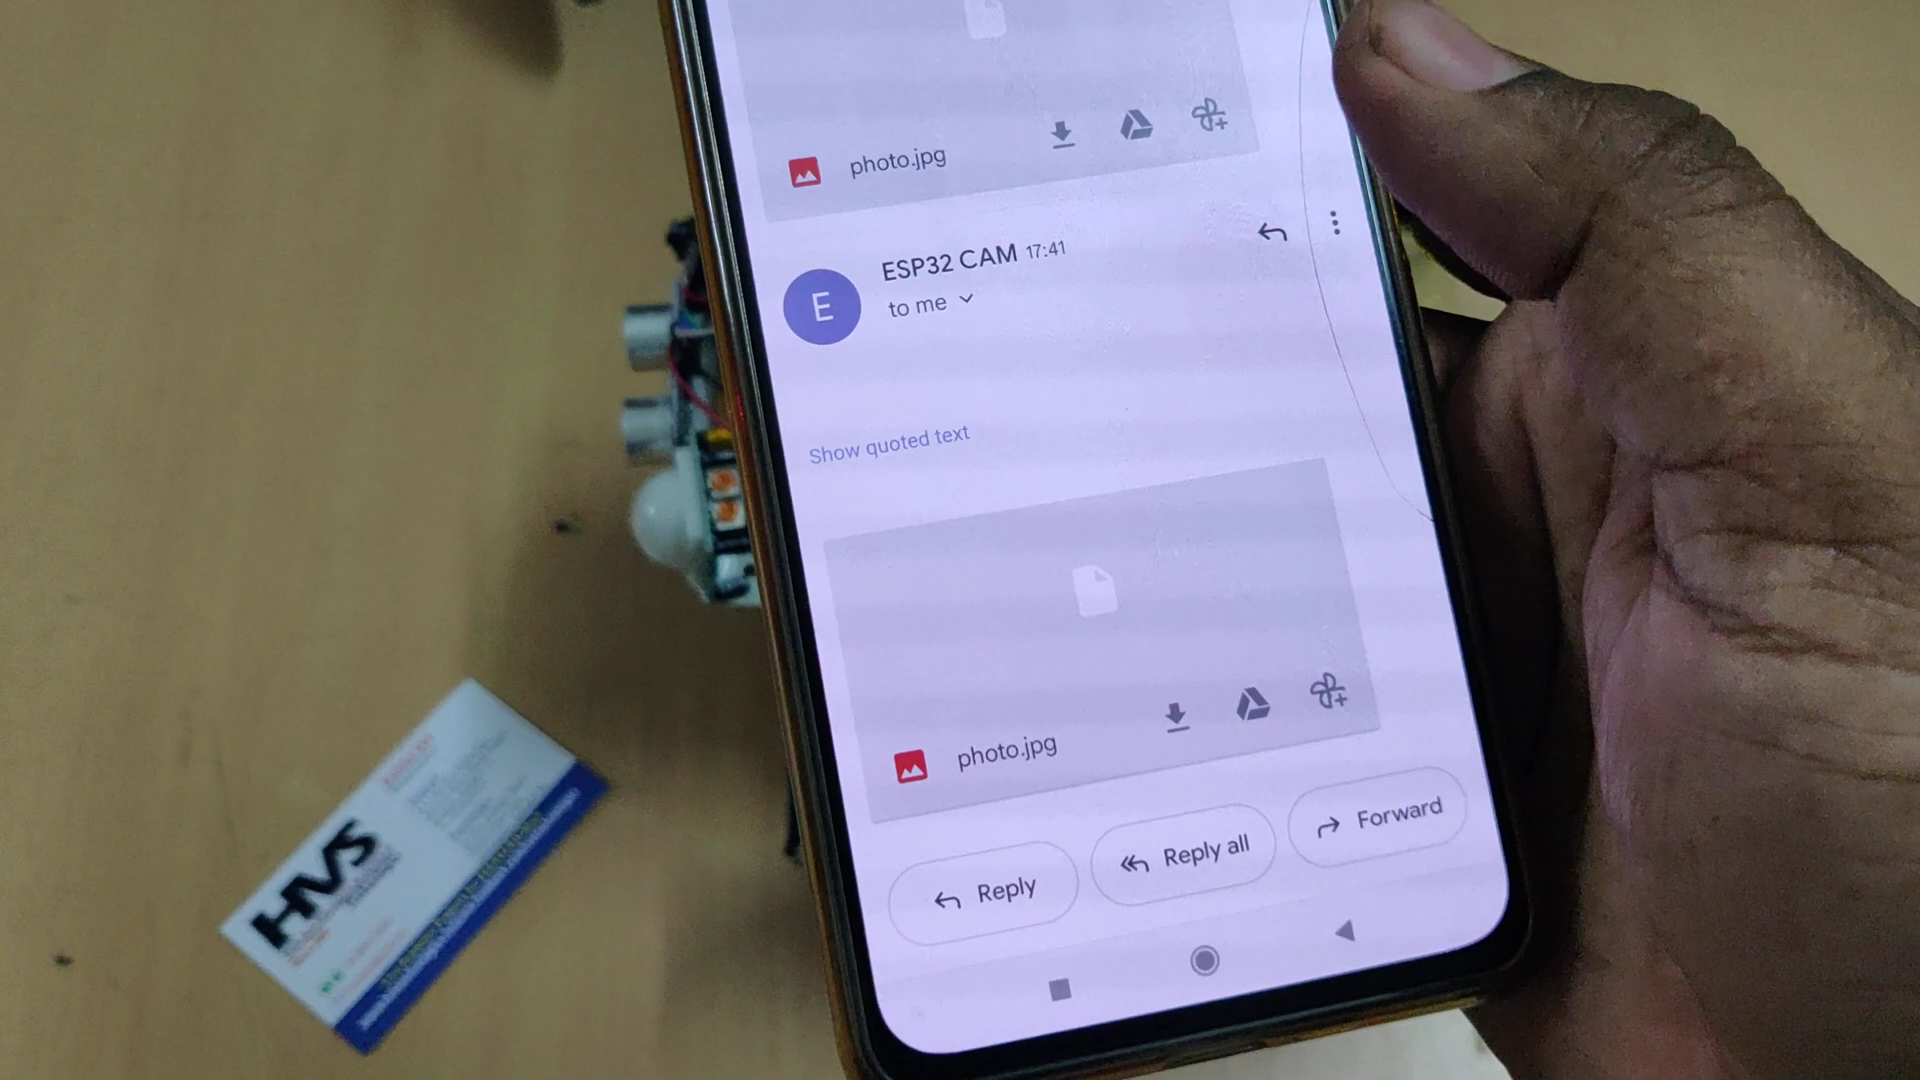 photo.jpg
ESP32 CAM 17:41
E
to me
Show quoted text
photo.jpg
Reply
Reply all
Forward
HVS